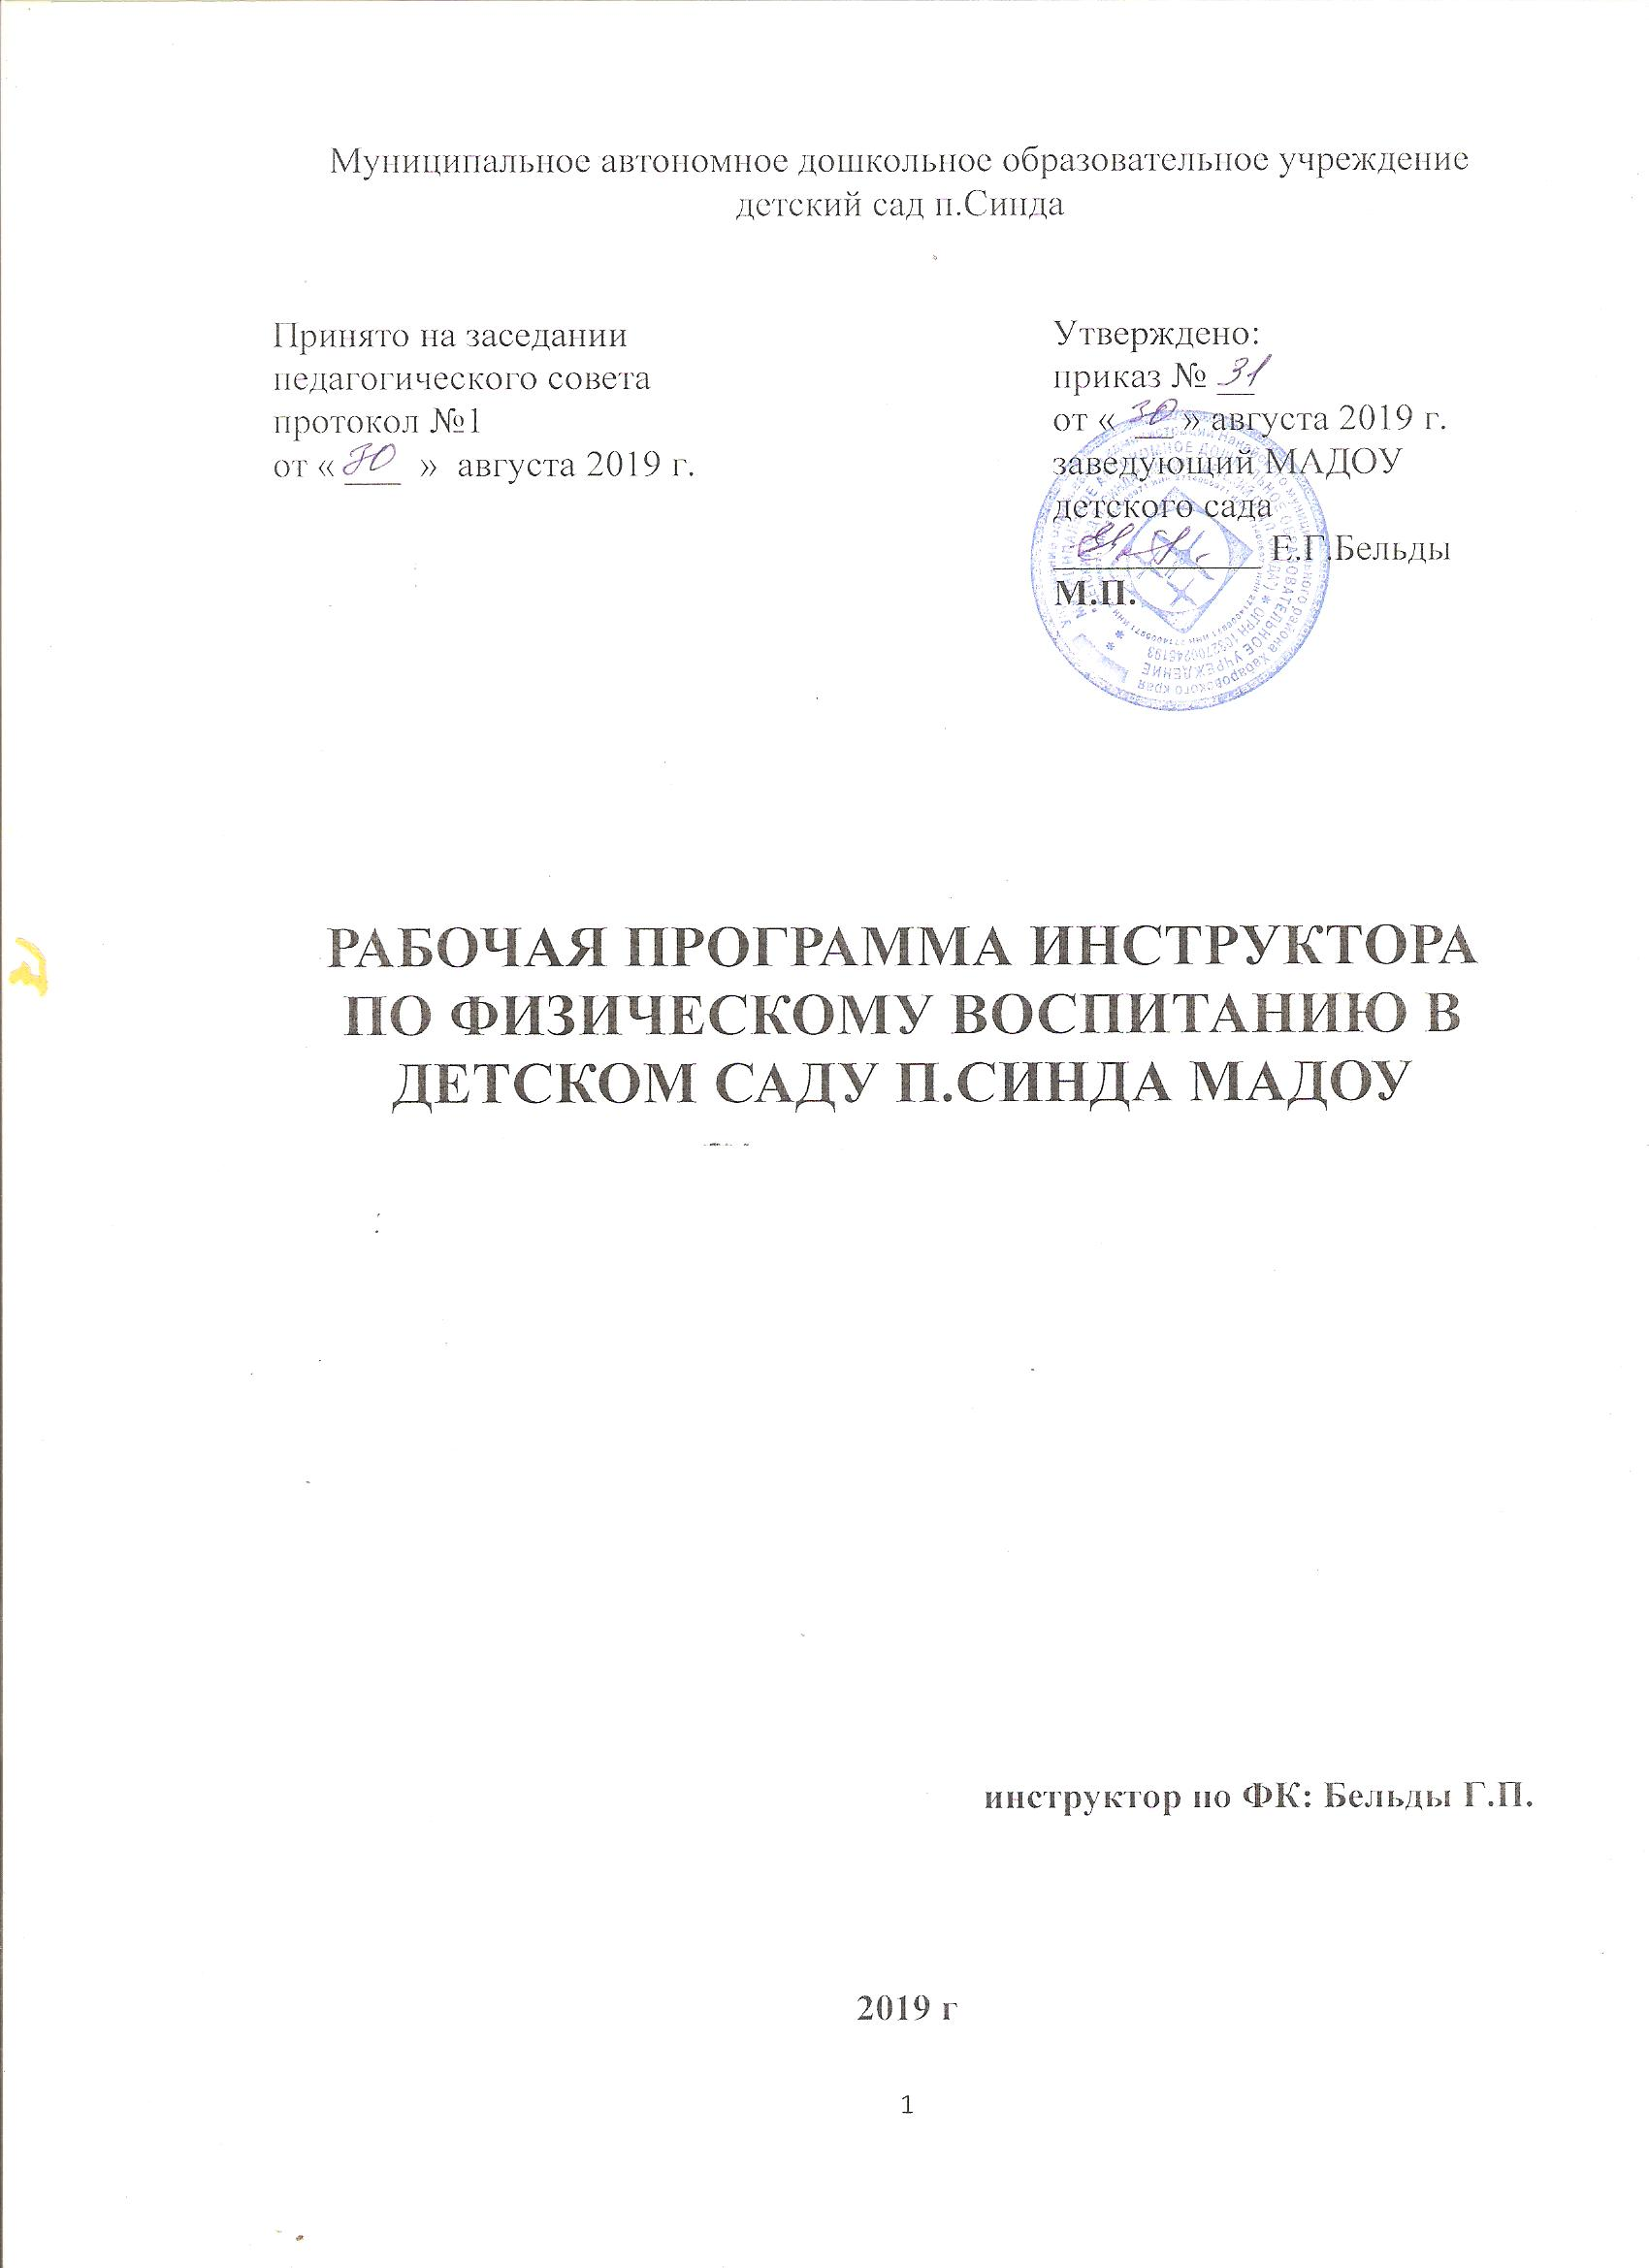 Муниципальное автономное дошкольное образовательное учреждение
детский сад п.Синда
Принято на заседании
педагогического совета
протокол №1
от « 30 » августа 2019 г.
Утверждено:
приказ № 31
от « 30 » августа 2019 г.
заведующий МАДОУ
детского сада
Е.Г.Бельды
М.П.
РАБОЧАЯ ПРОГРАММА ИНСТРУКТОРА
ПО ФИЗИЧЕСКОМУ ВОСПИТАНИЮ В
ДЕТСКОМ САДУ П.СИНДА МАДОУ
инструктор по ФК: Бельды Г.П.
2019 г
1